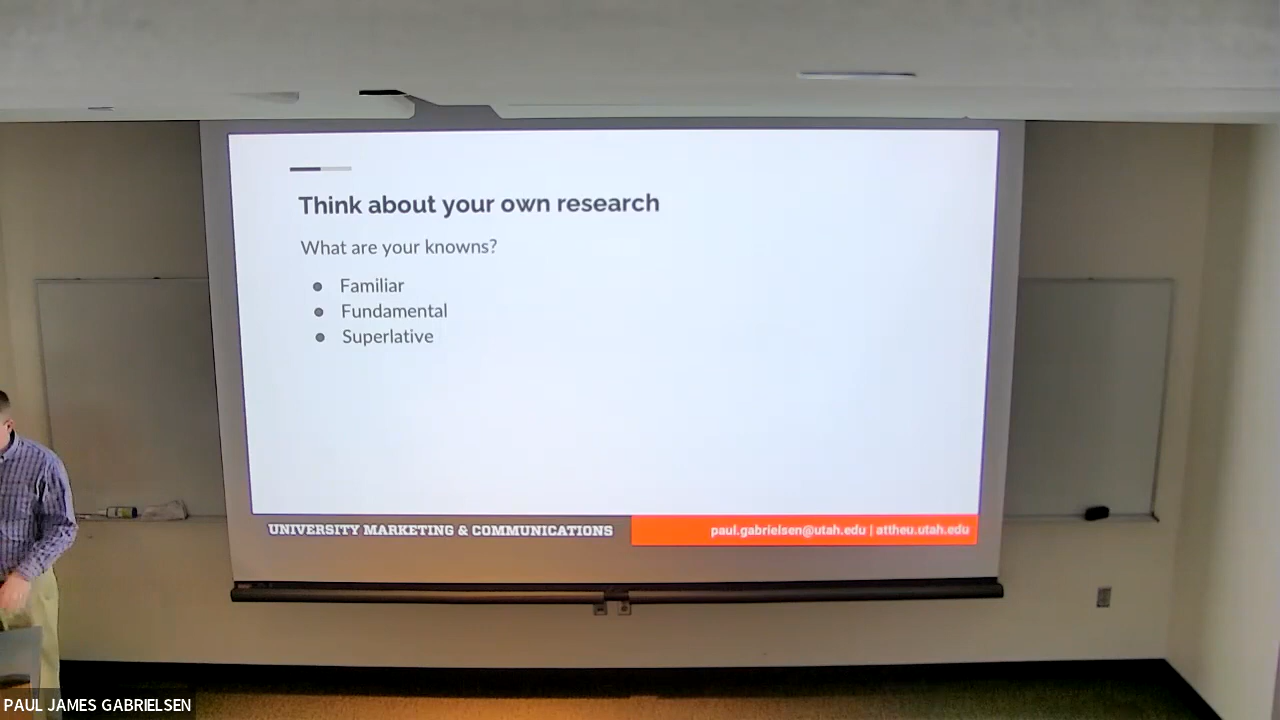 Think about your own research
What are your knowns?
Familiar
Fundamental
Superlative
UNIVERSITY MARKETING & COMMUNICATIONS
paul.gabrielsen@utah.edu | attheu.utah.edu
PAUL JAMES GABRIELSEN